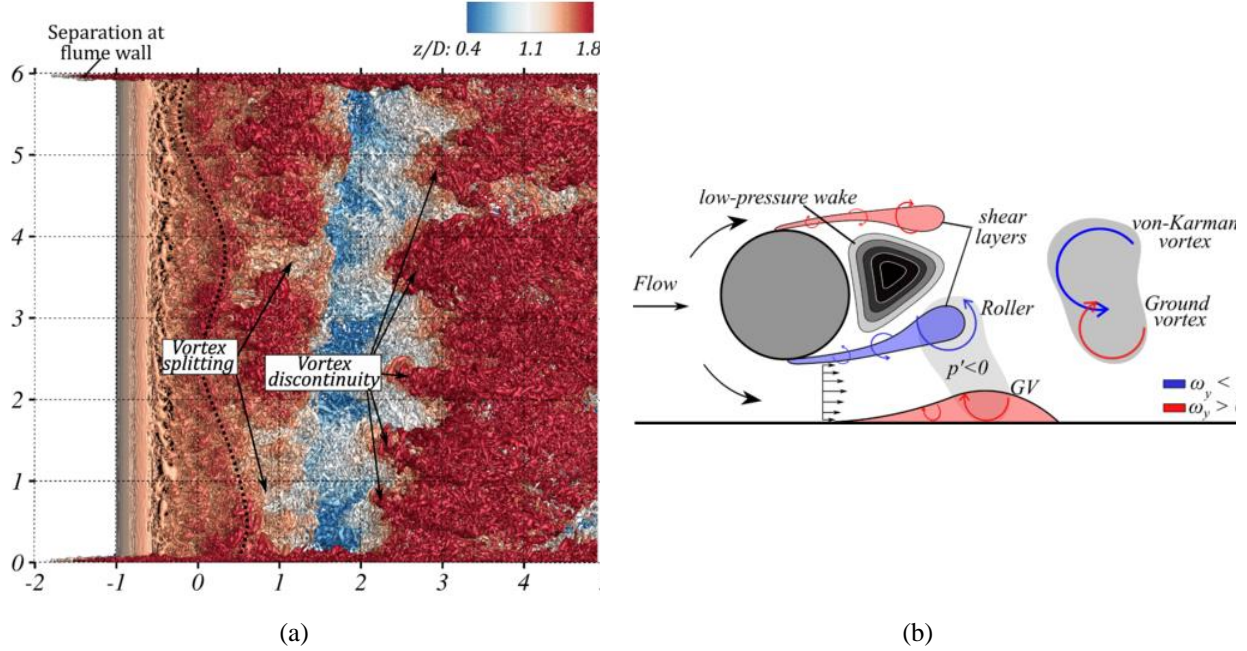 Separation at
flume wall
z/D: 0.4 1.1 1.8
6
5
4
3
2
1
0
-2 -1 0 1 2 3 4
Vortex
splitting
Vortex
discontinuity
(a)
low-pressure wake
shear
layers
von-Karman
vortex
Flow
Roller
Ground
vortex
p'<0
GV
ω_y <
ω_y >
(b)